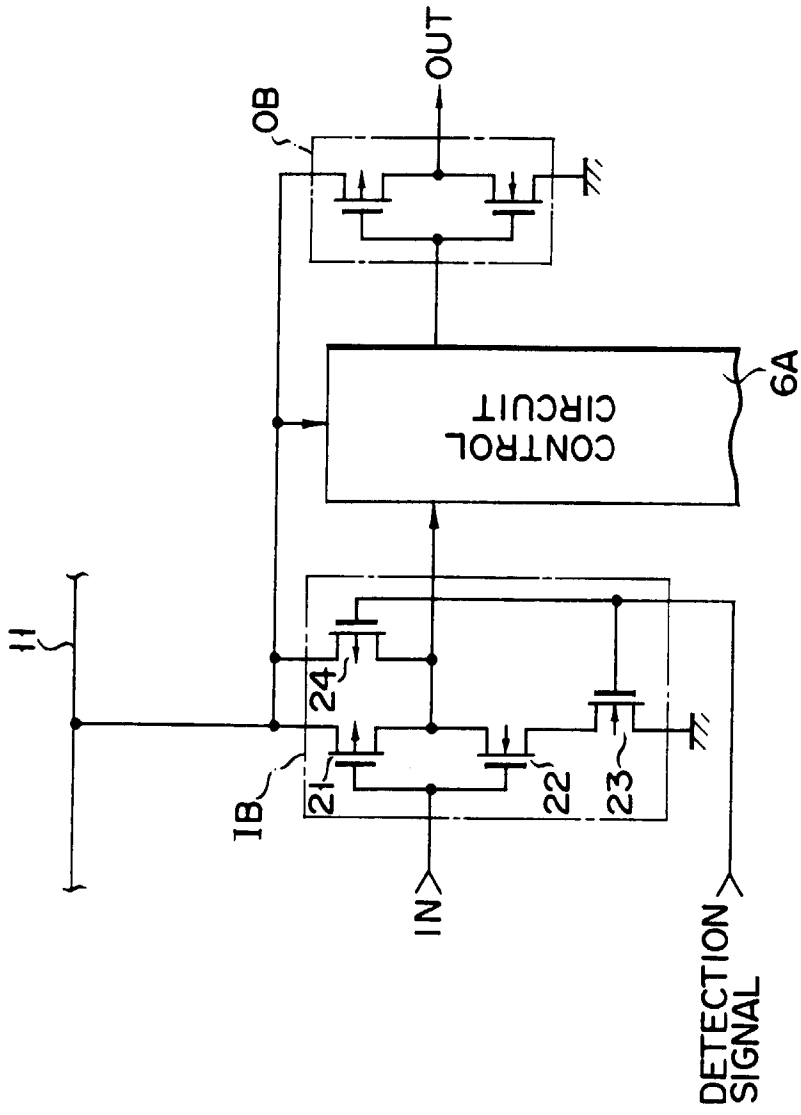 11
IB
OB
24
21
22
23
IN
OUT
CONTROL
CIRCUIT
6A
DETECTION
SIGNAL